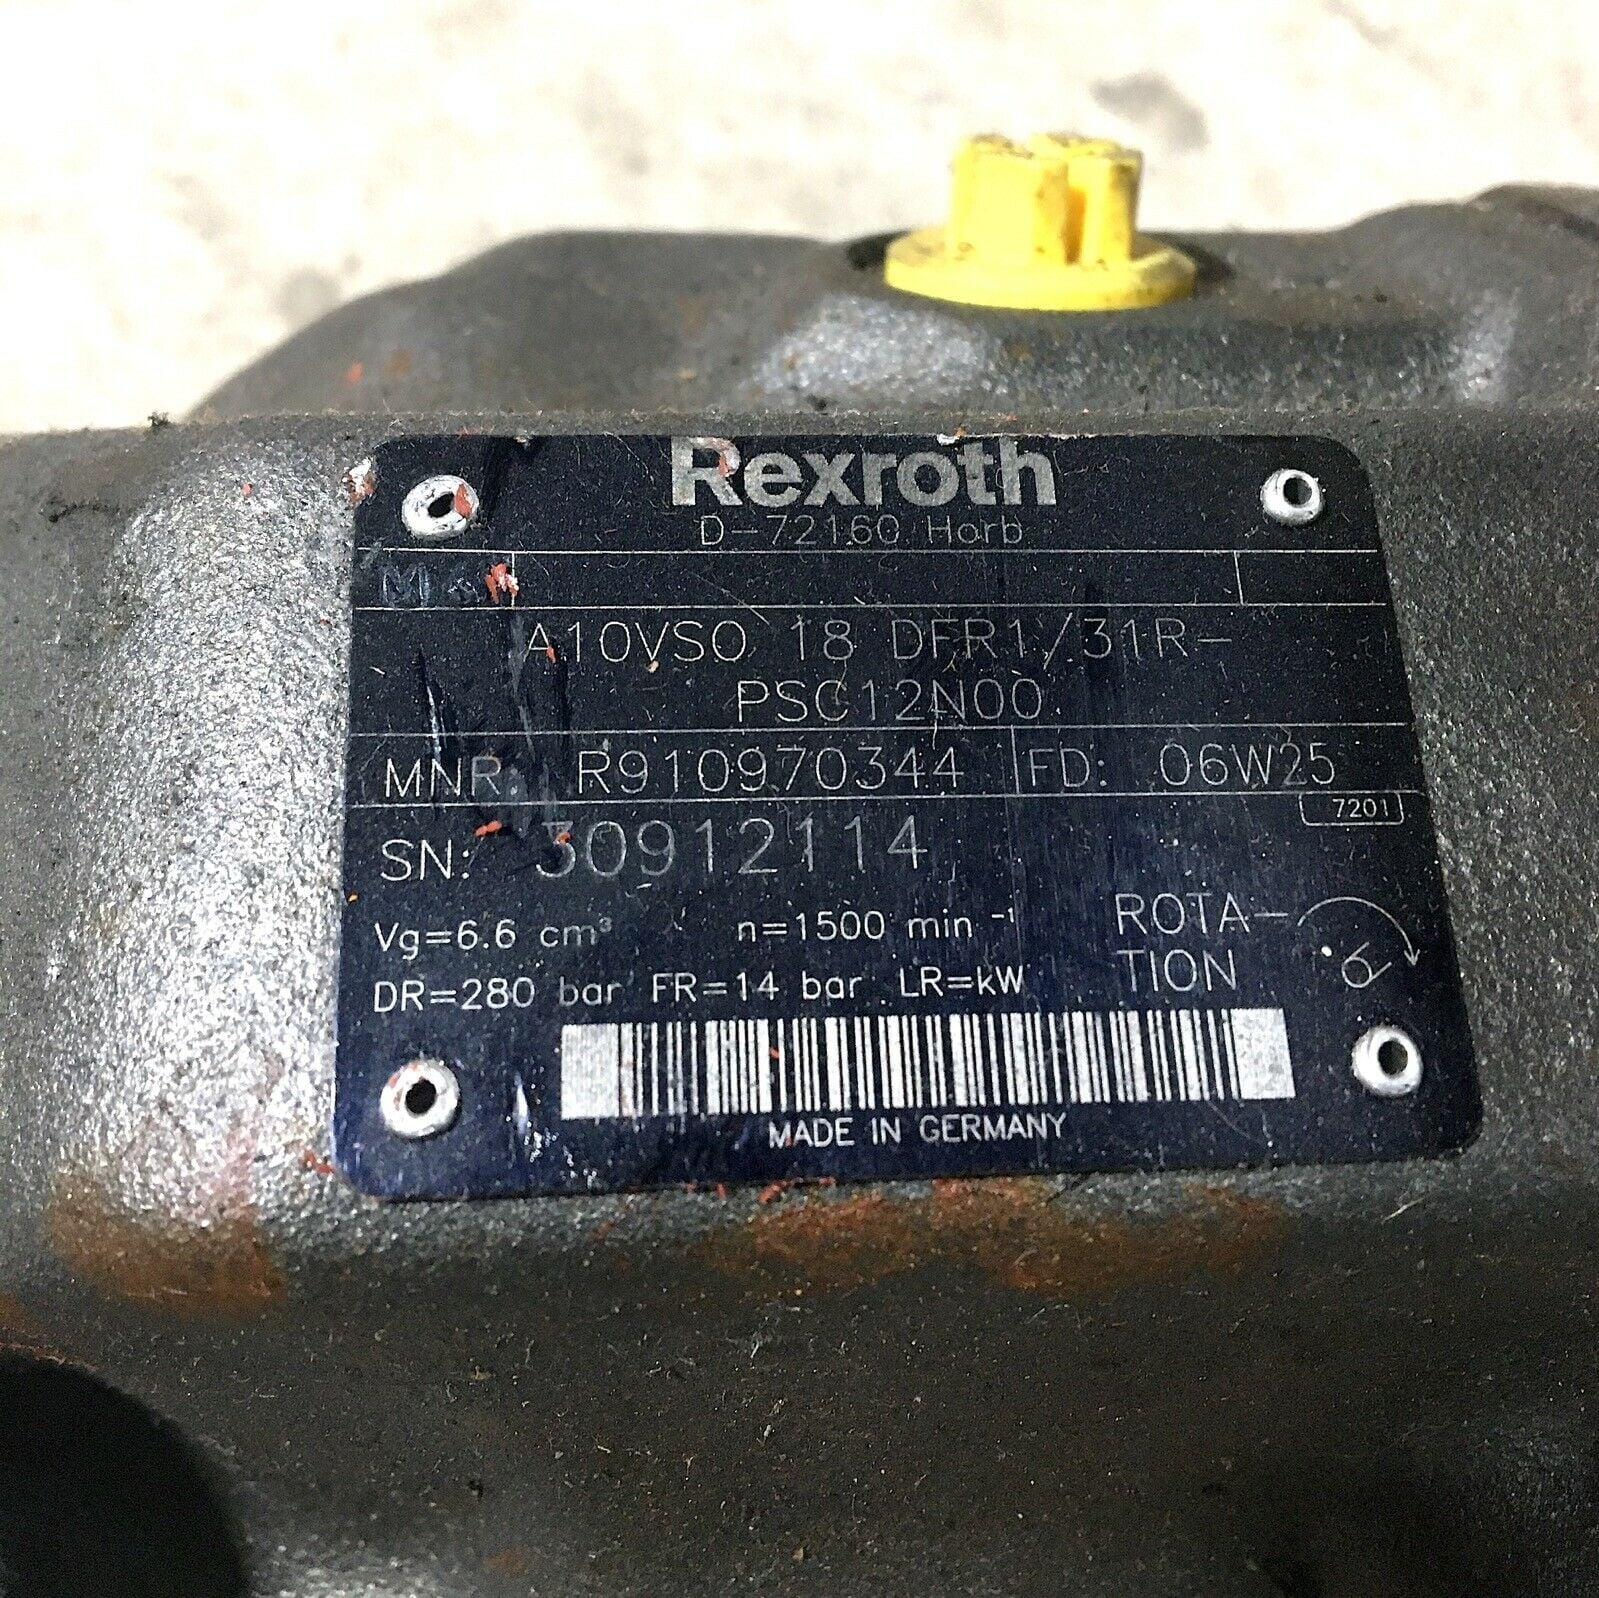 Rexroth
D-72160 Horb
A10VSO 18 DFR1/31R-
PSC12N00
MNR: R910970344 FD: 06W25
7201
SN: 30912114
Vg=6.6 cm³ n=1500 min⁻¹ ROTA-
DR=280 bar FR=14 bar LR=kW TION
MADE IN GERMANY